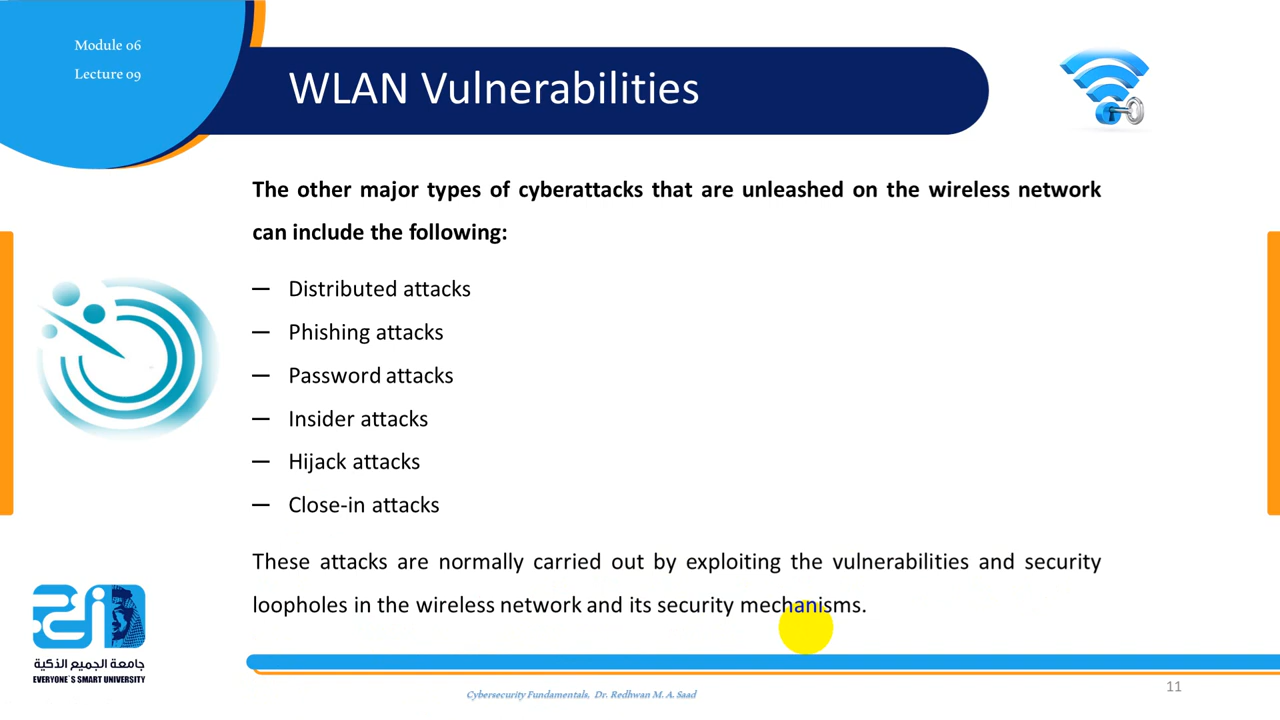 Module 06
Lecture 09
WLAN Vulnerabilities
The other major types of cyberattacks that are unleashed on the wireless network
can include the following:
— Distributed attacks
— Phishing attacks
— Password attacks
— Insider attacks
— Hijack attacks
— Close-in attacks
These attacks are normally carried out by exploiting the vulnerabilities and security
loopholes in the wireless network and its security mechanisms.
جامعة الجميع الذكية
EVERYONE`S SMART UNIVERSITY
Cybersecurity Fundamentals, Dr. Redhwan M. A. Saad
11